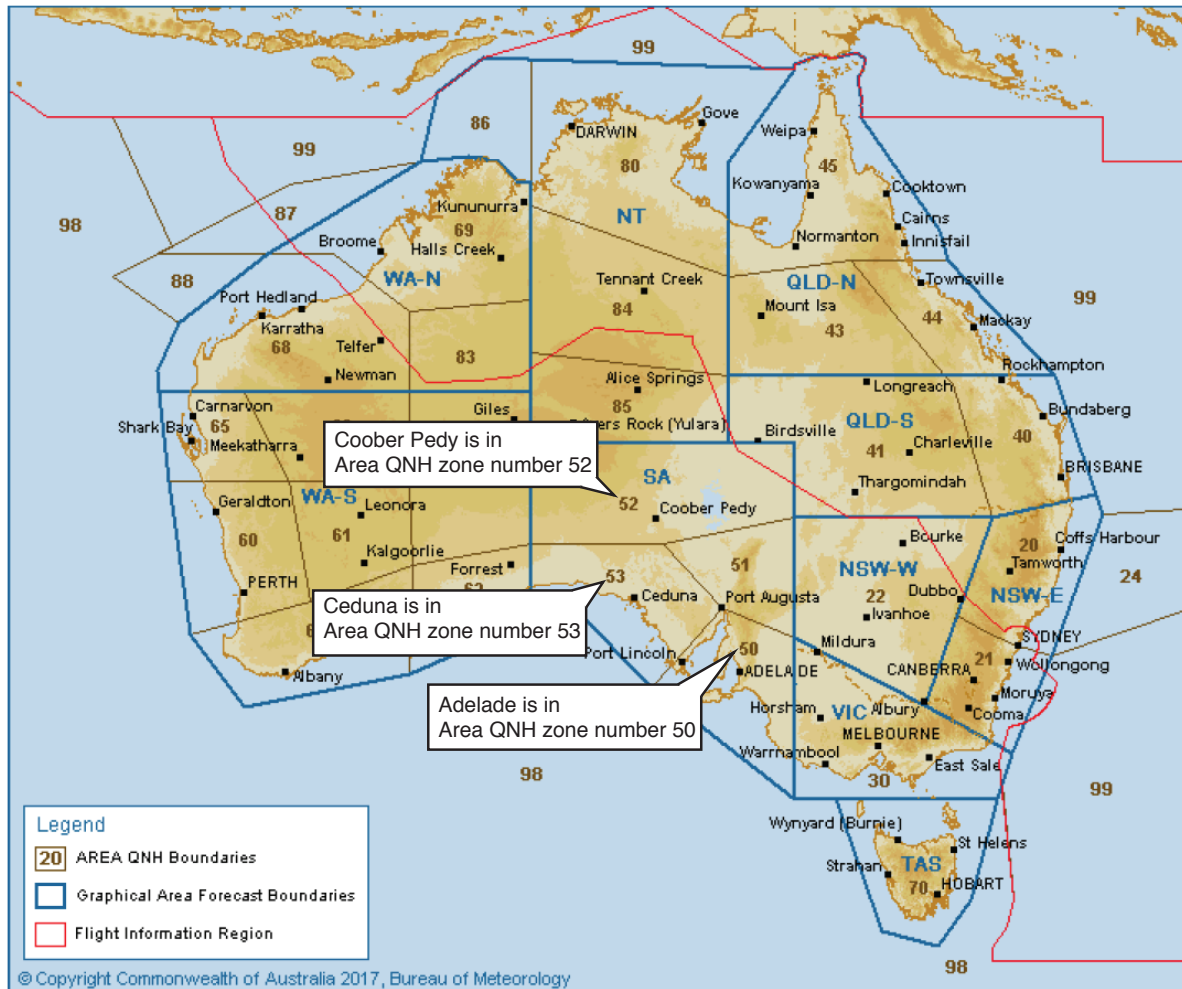 99
86
99
98
87
88
DARWIN
Gove
80
NT
Weipa
45
Kowanyama
Cooktown
Cairns
Innisfail
Normanton
Kununurra
69
Broome
Halls Creek
WA-N
Tennant Creek
84
QLD-N
Townsville
99
Port Hedland
Karratha
68
Telfer
83
Mount Isa
43
44
Mackay
Newman
Alice Springs
85
Longreach
Rockhampton
Carnarvon
65
Giles
Ayers Rock (Yulara)
Birdsville
QLD-S
40
Bundaberg
Shark Bay
Meekatharra
41
Charleville
BRISBANE
Coober Pedy is in
Area QNH zone number 52
SA
Thargomindah
WA-S
Geraldton
Leonora
52
Coober Pedy
60
61
Kalgoorlie
Bourke
20
Coffs Harbour
PERTH
Forrest
53
51
NSW-W
Tamworth
24
Ceduna
Port Augusta
22
Dubbo
NSW-E
Ceduna is in
Area QNH zone number 53
Ivanhoe
SYDNEY
Albany
Port Lincoln
50
Mildura
21
Wollongong
ADELAIDE
CANBERRA
Moruya
Adelade is in
Area QNH zone number 50
Horsham
VIC
Albury
Cooma
MELBOURNE
Warrnambool
East Sale
98
30
99
Wynyard (Burnie)
St Helens
Strahan
TAS
70
HOBART
98
Legend
20 AREA QNH Boundaries
Graphical Area Forecast Boundaries
Flight Information Region
© Copyright Commonwealth of Australia 2017, Bureau of Meteorology